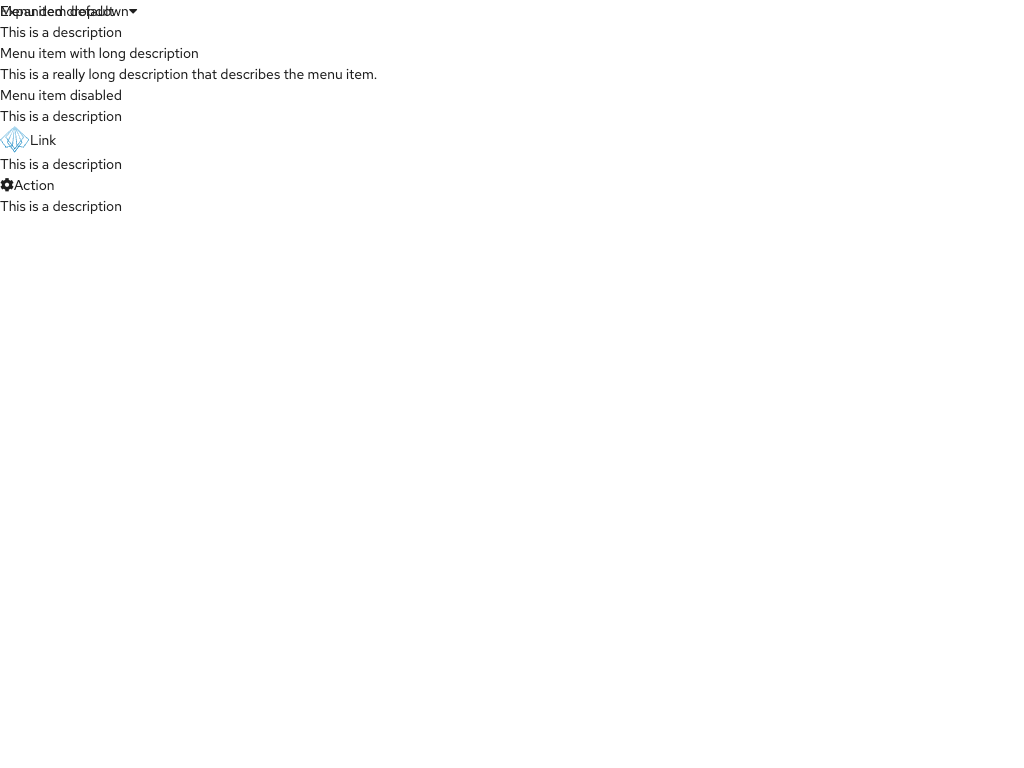 Expanded dropdown
Menu item default
This is a description
Menu item with long description
This is a really long description that describes the menu item.
Menu item disabled
This is a description
Link
This is a description
Action
This is a description